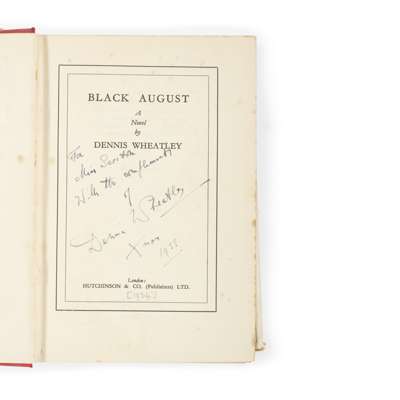 BLACK AUGUST
A
Novel
by
DENNIS WHEATLEY
For
Miss
With the compliments
of
Dennis Wheatley
Xmas
1933
London:
HUTCHINSON & CO. (Publishers) LTD.